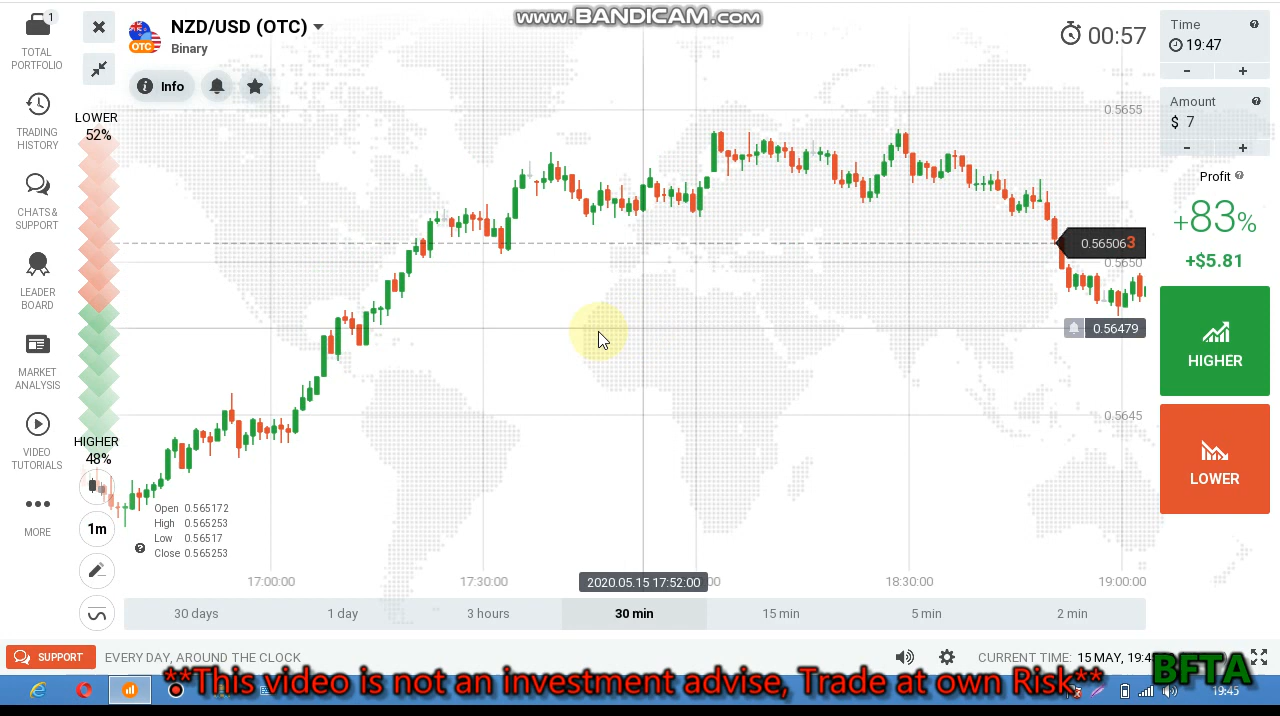 www.BANDICAM.com
1
TOTAL
PORTFOLIO
TRADING
HISTORY
CHATS &
SUPPORT
LEADER
BOARD
MARKET
ANALYSIS
VIDEO
TUTORIALS
MORE
NZD/USD (OTC)
OTC
Binary
Info
LOWER
52%
HIGHER
48%
1m
Open 0.565172
High 0.565253
Low 0.56517
Close 0.565253
00:57
0.5655
0.565063
0.5650
0.56479
0.5645
17:00:00
17:30:00
2020.05.15 17:52:00
18:30:00
19:00:00
30 days
1 day
3 hours
30 min
15 min
5 min
2 min
Time
19:47
- +
Amount
$ 7
- +
Profit
+83%
+$5.81
HIGHER
LOWER
SUPPORT
EVERY DAY, AROUND THE CLOCK
CURRENT TIME: 15 MAY, 19:45
**This video is not an investment advise, Trade at own Risk**
BFTA
19:45